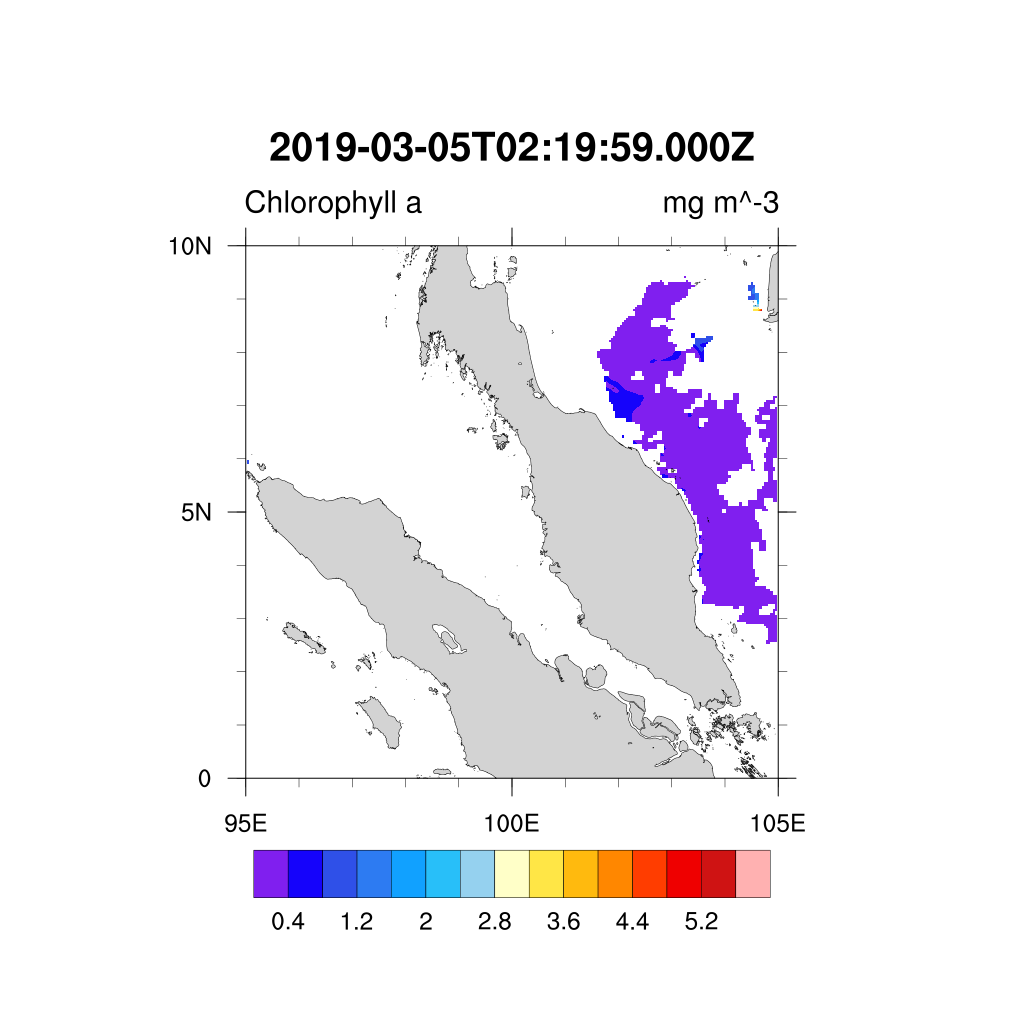 2019-03-05T02:19:59.000Z
Chlorophyll a mg m^-3
10N
5N
0
95E 100E 105E
0.4 1.2 2 2.8 3.6 4.4 5.2